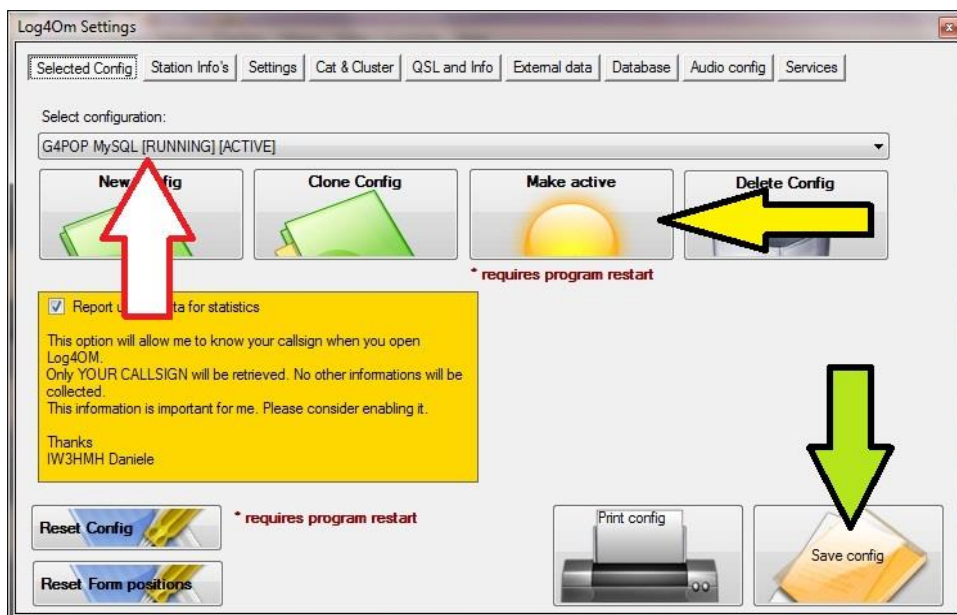 Log4Om Settings
Selected Config Station Info's Settings Cat & Cluster QSL and Info External data Database Audio config Services
Select configuration:
G4POP MySQL [RUNNING] [ACTIVE]
New Clone Config Make active Delete Config
* requires program restart
Report for statistics
This option will allow me to know your callsign when you open
Log4OM.
Only YOUR CALLSIGN will be retrieved. No other informations will be
collected.
This information is important for me. Please consider enabling it.
Thanks
IW3HMH Daniele
Reset Config * requires program restart Print config
Save config
Reset Form positions